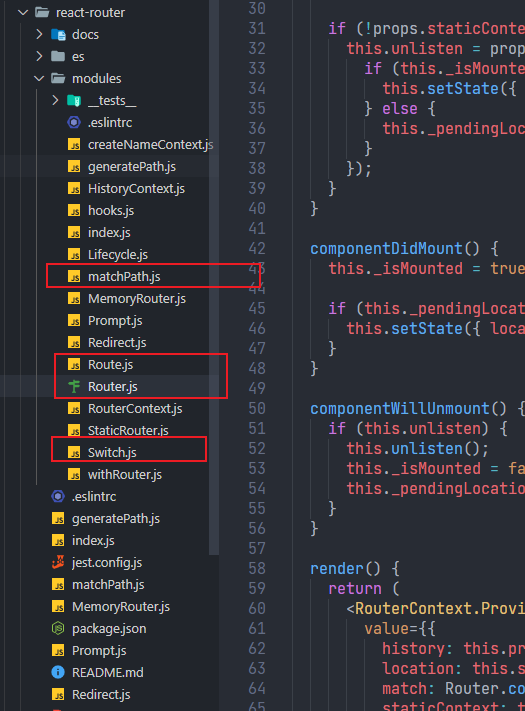 react-router
docs
es
modules
__tests__
.eslintrc
createNameContext.js
generatePath.js
HistoryContext.js
hooks.js
index.js
Lifecycle.js
matchPath.js
MemoryRouter.js
Prompt.js
Redirect.js
Route.js
Router.js
RouterContext.js
StaticRouter.js
Switch.js
withRouter.js
.eslintrc
generatePath.js
index.js
jest.config.js
matchPath.js
MemoryRouter.js
package.json
Prompt.js
README.md
Redirect.js
30
31 if (!props.staticConte
32 this.unlisten = prop
33 if (this._isMounte
34 this.setState({
35 } else {
36 this._pendingLoc
37 }
38 });
39 }
40 }
41
42 componentDidMount() {
43 this._isMounted = true
44
45 if (this._pendingLocat
46 this.setState({ loca
47 }
48 }
49
50 componentWillUnmount() {
51 if (this.unlisten) {
52 this.unlisten();
53 this._isMounted = fa
54 this._pendingLocation
55 }
56 }
57
58 render() {
59 return (
60 <RouterContext.Provi
61 value={{
62 history: this.pr
63 location: this.s
64 match: Router.co
65 staticContext: t